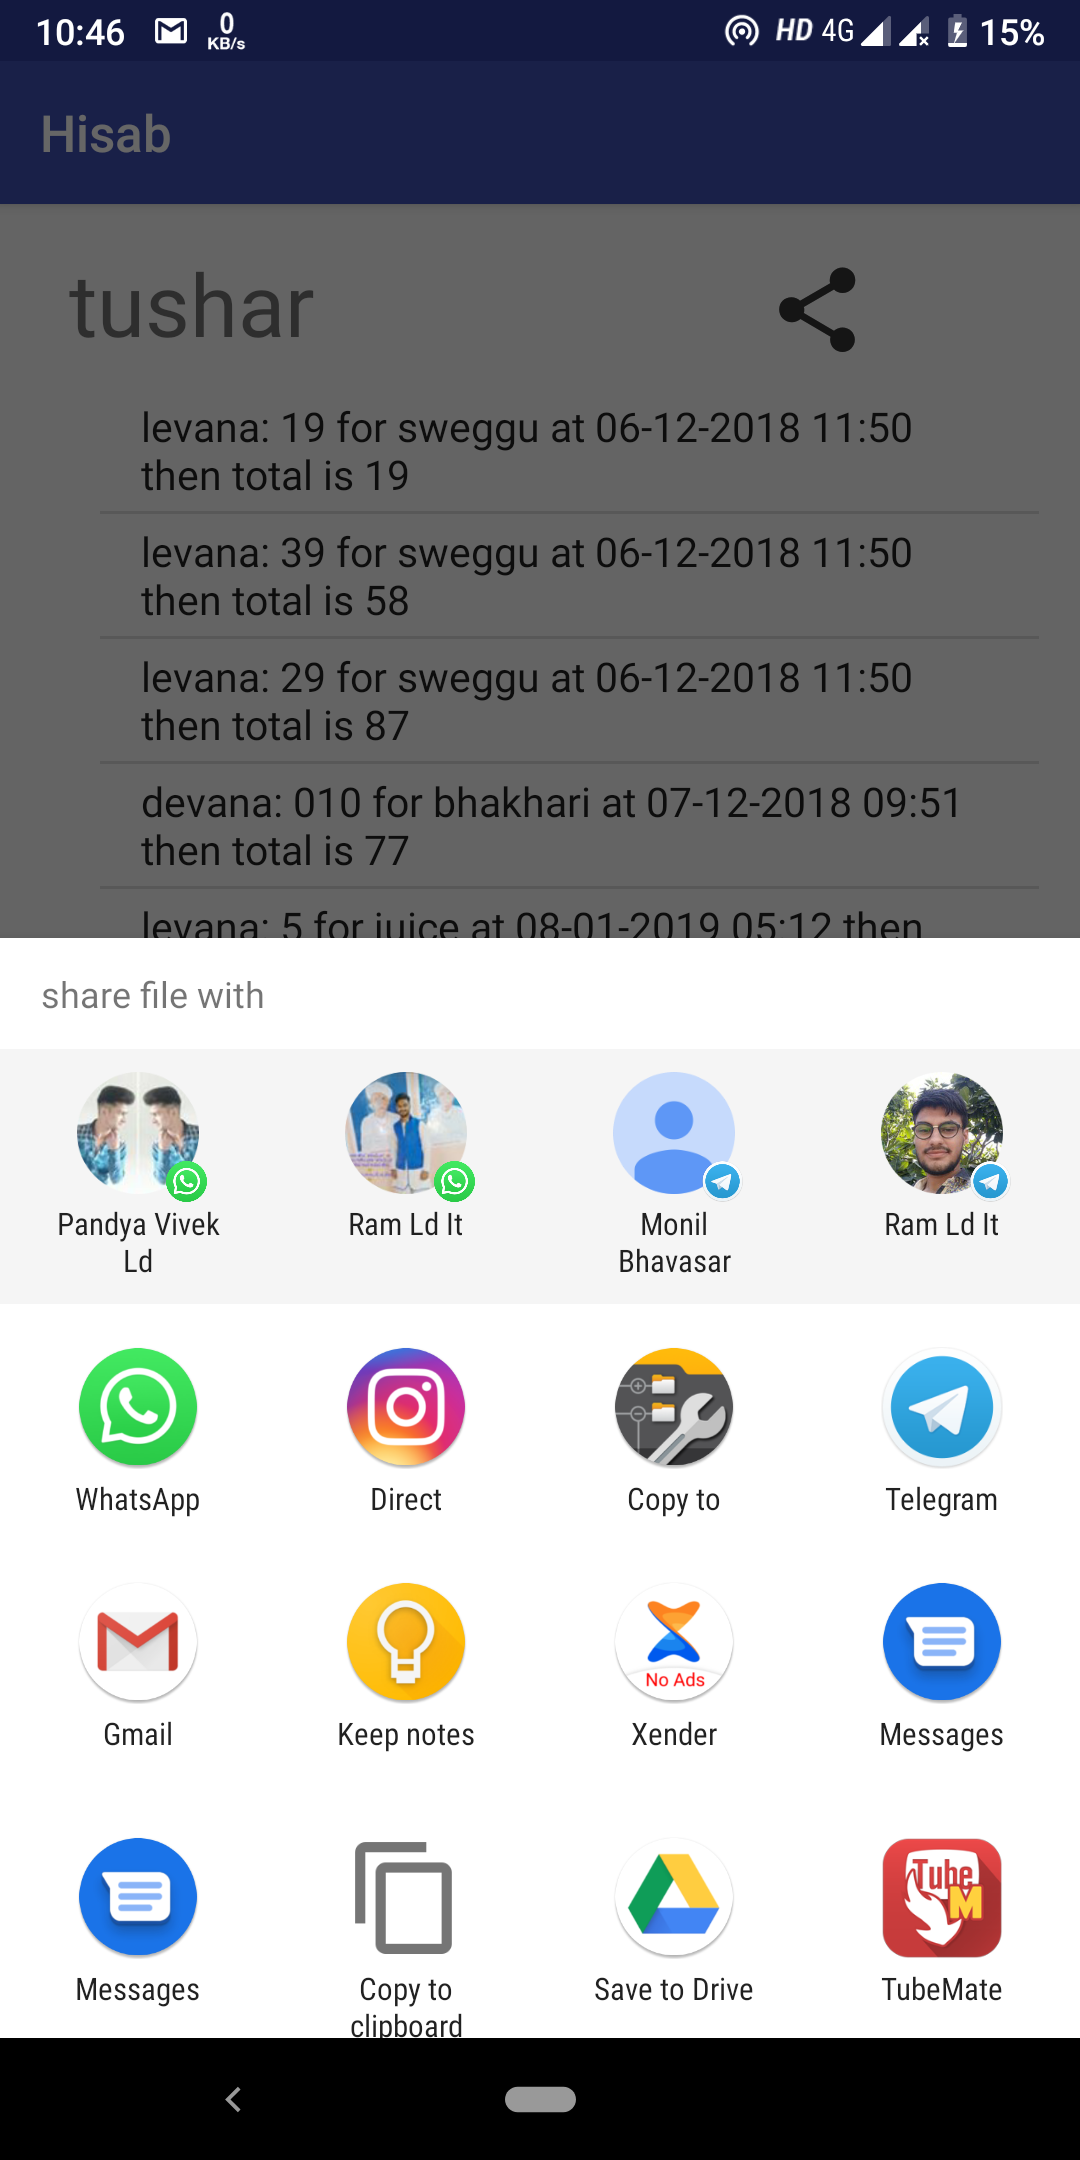 10:46 0 KB/s HD 4G 15%
Hisab
tushar
levana: 19 for sweggu at 06-12-2018 11:50
then total is 19
levana: 39 for sweggu at 06-12-2018 11:50
then total is 58
levana: 29 for sweggu at 06-12-2018 11:50
then total is 87
devana: 010 for bhakhari at 07-12-2018 09:51
then total is 77
levana: 5 for juice at 08-01-2019 05:12 then
share file with
Pandya Vivek Ram Ld It Monil Ram Ld It
Ld Bhavasar
WhatsApp Direct Copy to Telegram
No Ads
Gmail Keep notes Xender Messages
Tube
M
Messages Copy to Save to Drive TubeMate
clipboard